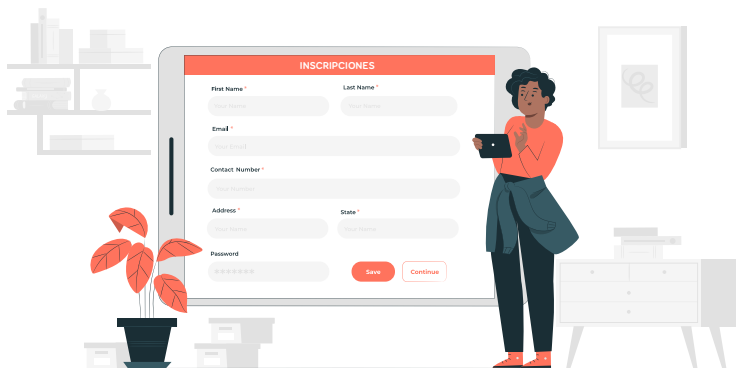 INSCRIPCIONES
First Name *
Last Name *
Your Name
Your Name
Email *
Your Email
Contact Number *
Your Number
Address *
State *
Your Name
Your Name
Password
Save
Continue